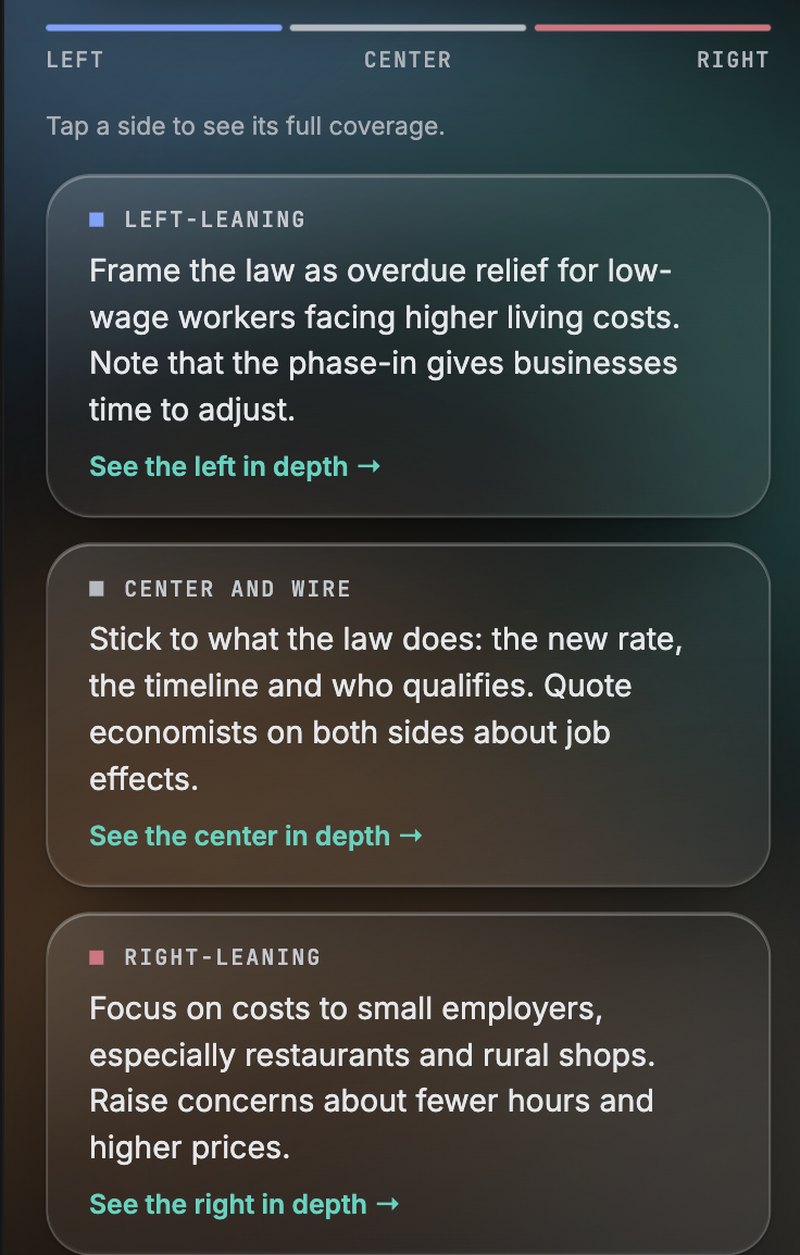 LEFT CENTER RIGHT
Tap a side to see its full coverage.
LEFT-LEANING
Frame the law as overdue relief for low-
wage workers facing higher living costs.
Note that the phase-in gives businesses
time to adjust.
See the left in depth →
CENTER AND WIRE
Stick to what the law does: the new rate,
the timeline and who qualifies. Quote
economists on both sides about job
effects.
See the center in depth →
RIGHT-LEANING
Focus on costs to small employers,
especially restaurants and rural shops.
Raise concerns about fewer hours and
higher prices.
See the right in depth →